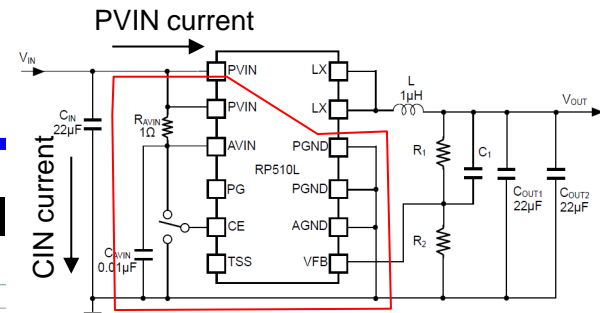 PVIN current
VIN
CIN
22µF
CIN current
RAVIN
1Ω
CAVIN
0.01µF
PVIN
PVIN
AVIN
PG
CE
TSS
RP510L
LX
LX
PGND
PGND
AGND
VFB
L
1µH
VOUT
R1
C1
R2
COUT1
22µF
COUT2
22µF